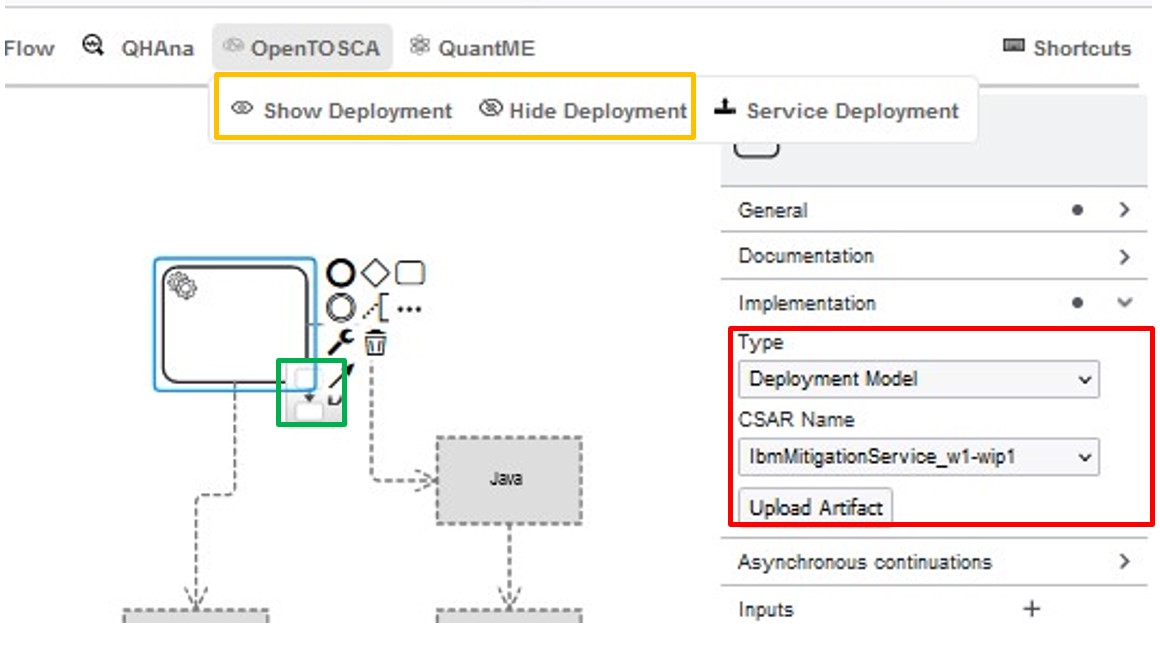 Flow QHAna OpenTOSCA QuantME Shortcuts
Show Deployment Hide Deployment Service Deployment
General
Documentation
Implementation
Type
Deployment Model
CSAR Name
IbmMitigationService_w1-wip1
Upload Artifact
Java
Asynchronous continuations
Inputs